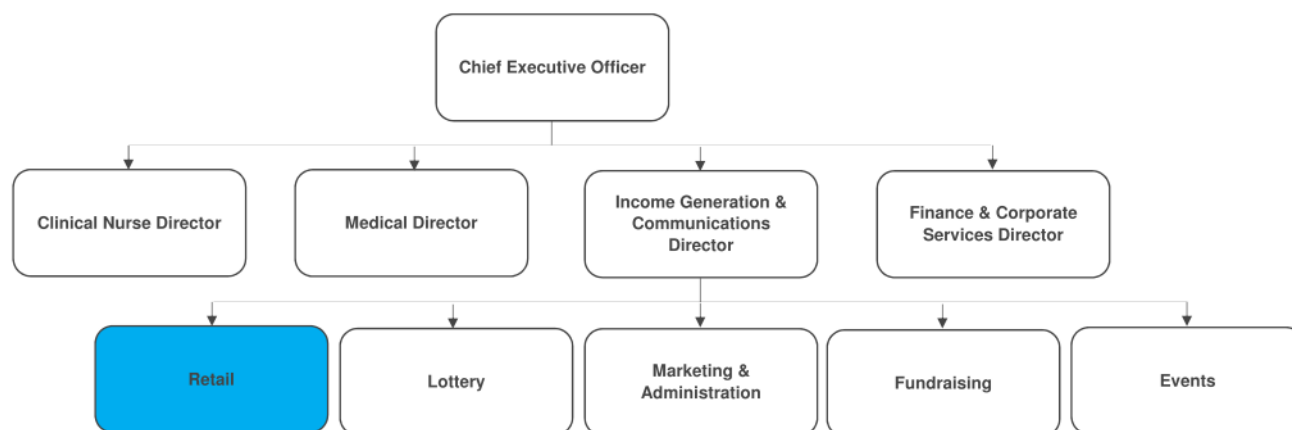 Chief Executive Officer
Clinical Nurse Director
Medical Director
Income Generation &
Communications
Director
Finance & Corporate
Services Director
Retail
Lottery
Marketing &
Administration
Fundraising
Events